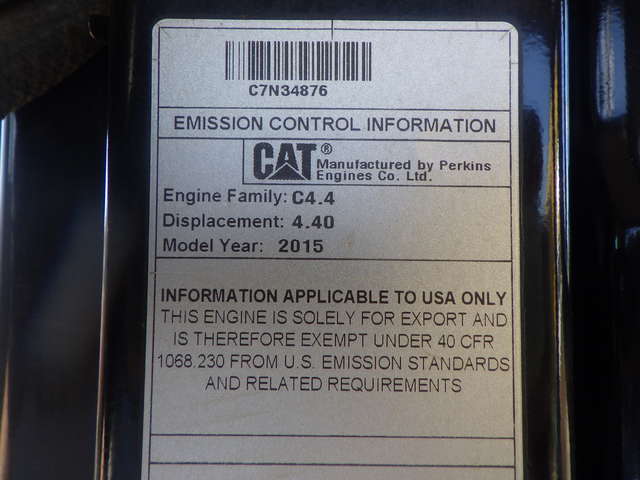 C7N34876
EMISSION CONTROL INFORMATION
CAT® Manufactured by Perkins
Engines Co. Ltd.
Engine Family: C4.4
Displacement: 4.40
Model Year: 2015
INFORMATION APPLICABLE TO USA ONLY
THIS ENGINE IS SOLELY FOR EXPORT AND
IS THEREFORE EXEMPT UNDER 40 CFR
1068.230 FROM U.S. EMISSION STANDARDS
AND RELATED REQUIREMENTS